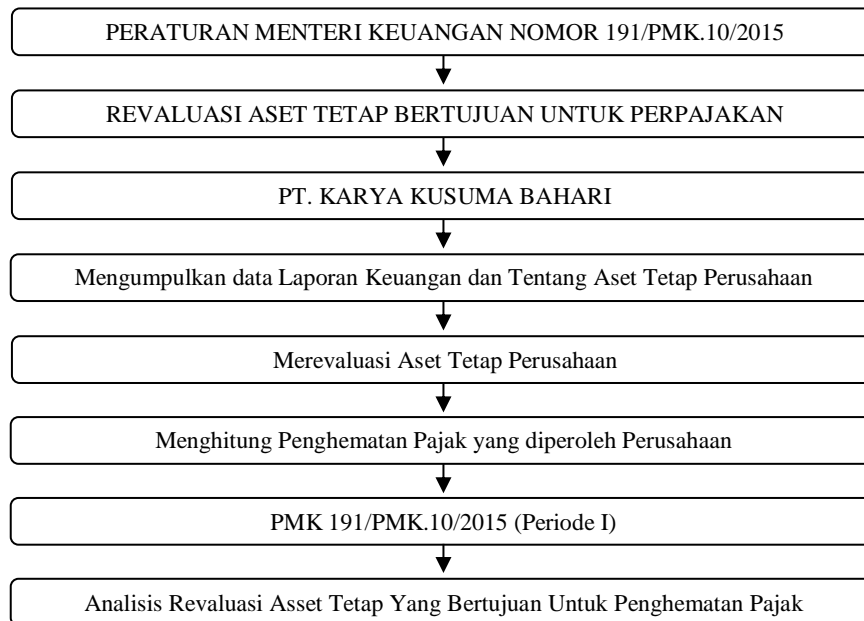 PERATURAN MENTERI KEUANGAN NOMOR 191/PMK.10/2015
REVALUASI ASET TETAP BERTUJUAN UNTUK PERPAJAKAN
PT. KARYA KUSUMA BAHARI
Mengumpulkan data Laporan Keuangan dan Tentang Aset Tetap Perusahaan
Merevaluasi Aset Tetap Perusahaan
Menghitung Penghematan Pajak yang diperoleh Perusahaan
PMK 191/PMK.10/2015 (Periode I)
Analisis Revaluasi Asset Tetap Yang Bertujuan Untuk Penghematan Pajak